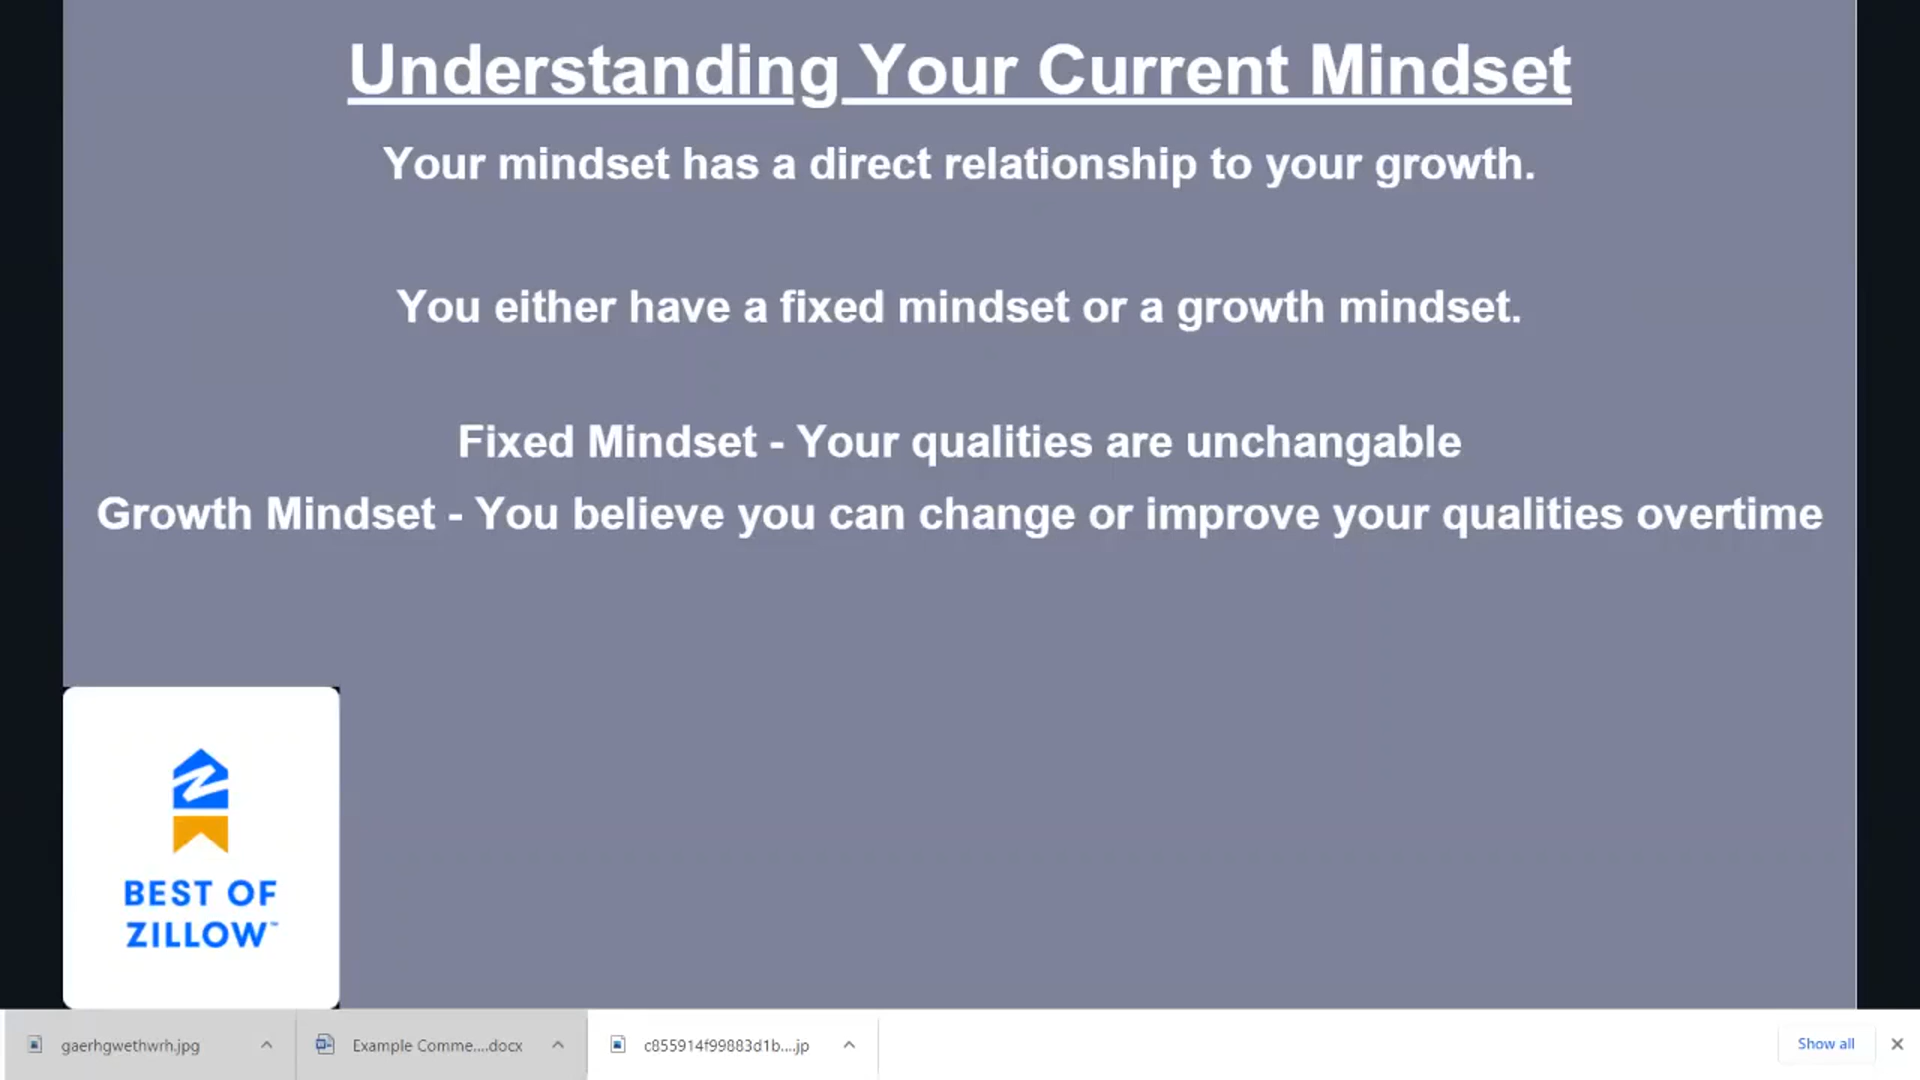 Understanding Your Current Mindset
Your mindset has a direct relationship to your growth.
You either have a fixed mindset or a growth mindset.
Fixed Mindset - Your qualities are unchangable
Growth Mindset - You believe you can change or improve your qualities overtime
BEST OF
ZILLOW™
gaerhgwethwrh.jpg
Example Comme....docx
c855914f99883d1b....jp
Show all